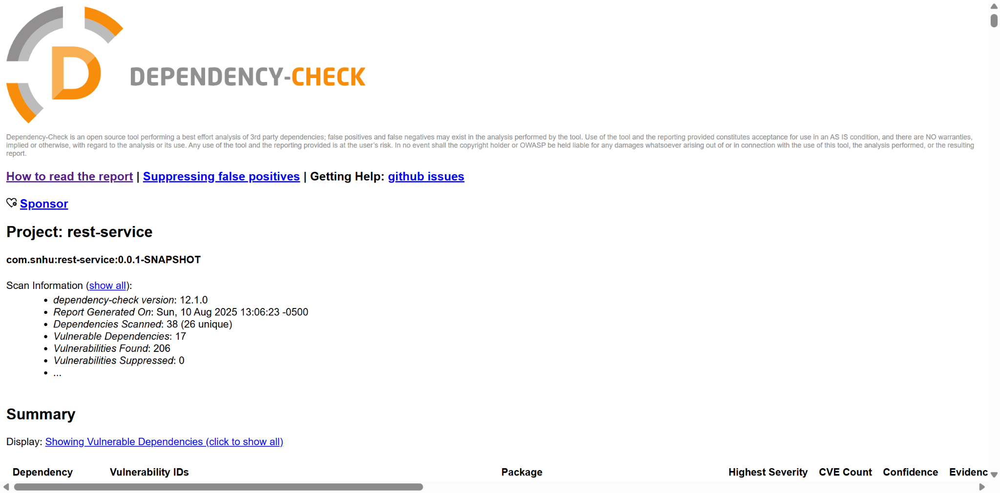 DEPENDENCY-CHECK
Dependency-Check is an open source tool performing a best effort analysis of 3rd party dependencies; false positives and false negatives may exist in the analysis performed by the tool. Use of the tool and the reporting provided constitutes acceptance for use in an AS IS condition, and there are NO warranties,
implied or otherwise, with regard to the analysis or its use. Any use of the tool and the reporting provided is at the user's risk. In no event shall the copyright holder or OWASP be held liable for any damages whatsoever arising out of or in connection with the use of this tool, the analysis performed, or the resulting
report.
How to read the report | Suppressing false positives | Getting Help: github issues
Sponsor
Project: rest-service
com.snhu:rest-service:0.0.1-SNAPSHOT
Scan Information (show all):
• dependency-check version: 12.1.0
• Report Generated On: Sun, 10 Aug 2025 13:06:23 -0500
• Dependencies Scanned: 38 (26 unique)
• Vulnerable Dependencies: 17
• Vulnerabilities Found: 206
• Vulnerabilities Suppressed: 0
• ...
Summary
Display: Showing Vulnerable Dependencies (click to show all)
Dependency Vulnerability IDs Package Highest Severity CVE Count Confidence Evidenc